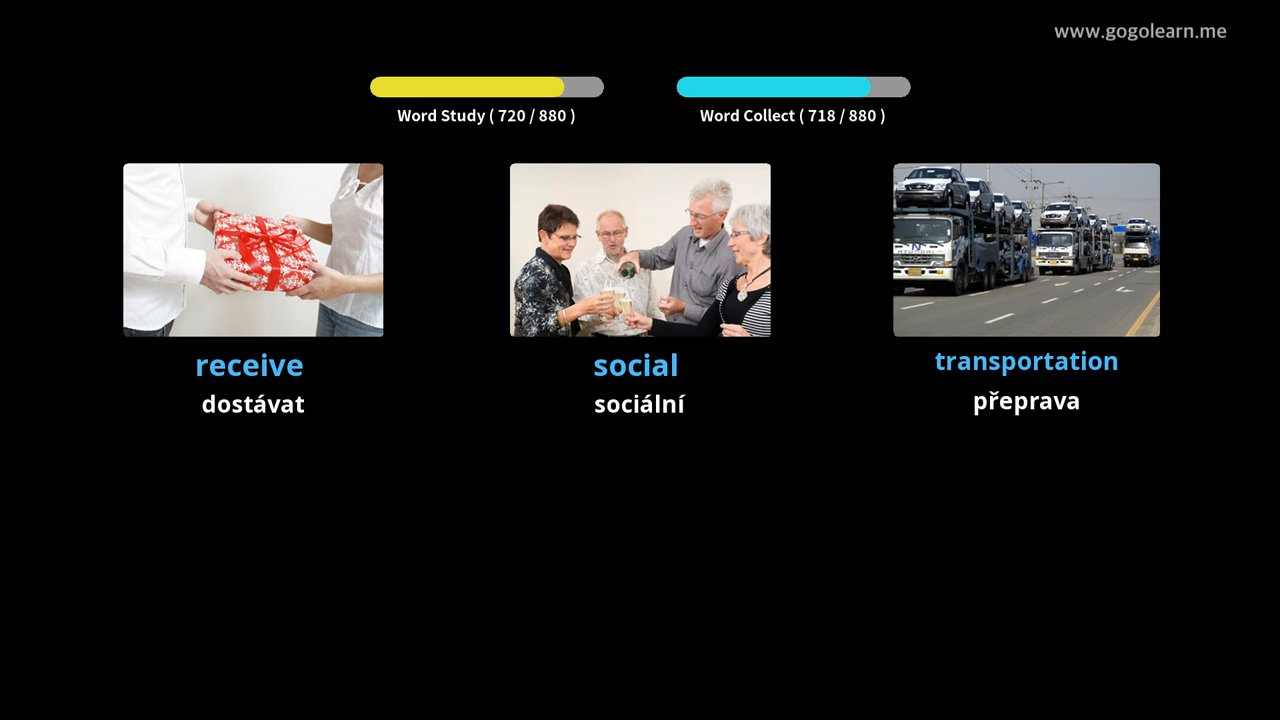 www.gogolearn.me
Word Study ( 720 / 880 )
Word Collect ( 718 / 880 )
receive
social
transportation
dostávat
sociální
přeprava